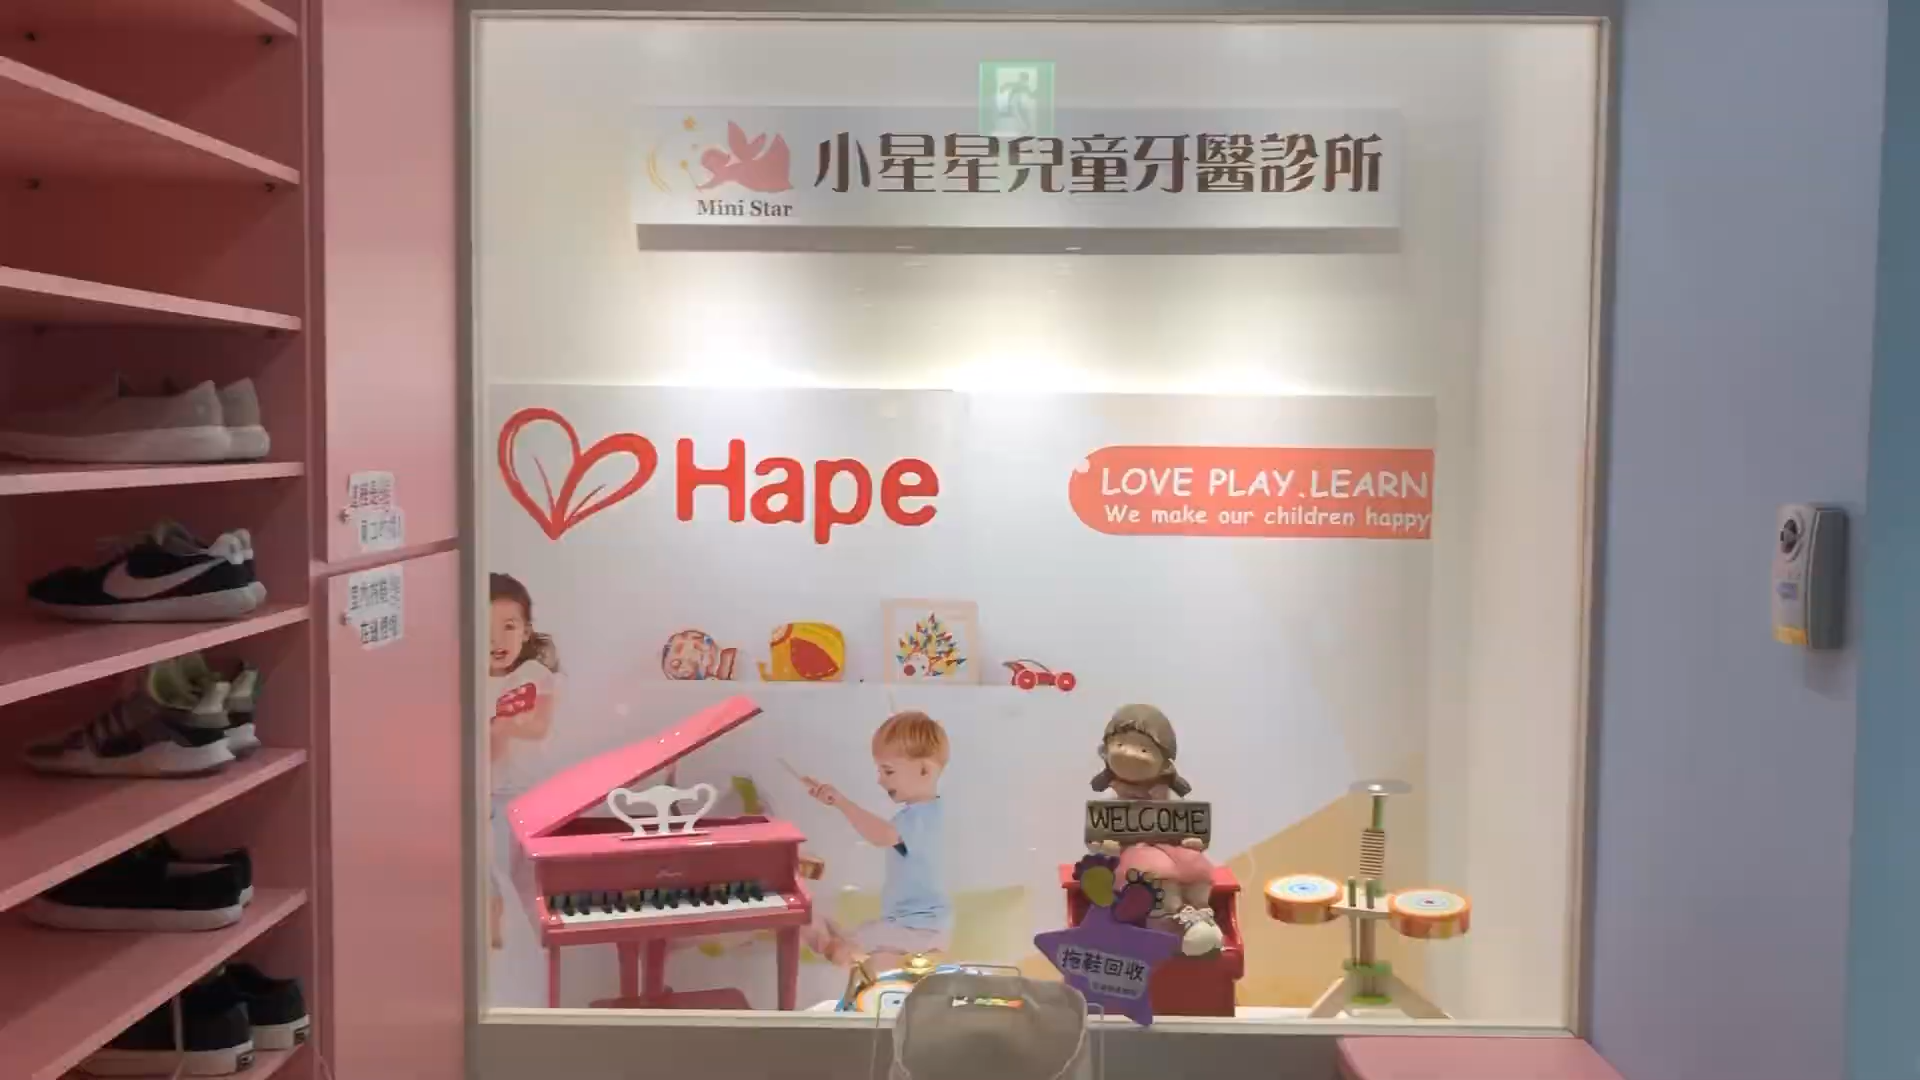 小星星兒童牙醫診所
Mini Star
Hape
LOVE PLAY.LEARN
We make our children happy
WELCOME
拖鞋回收